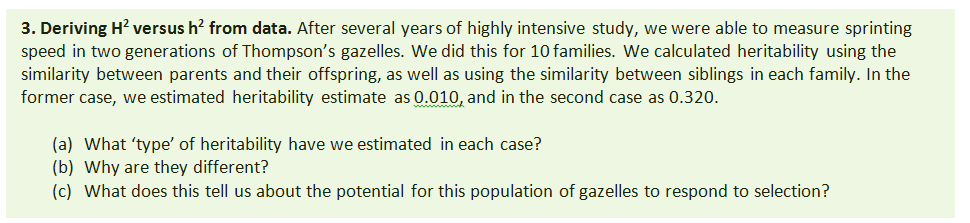 3. Deriving H² versus h² from data. After several years of highly intensive study, we were able to measure sprinting
speed in two generations of Thompson's gazelles. We did this for 10 families. We calculated heritability using the
similarity between parents and their offspring, as well as using the similarity between siblings in each family. In the
former case, we estimated heritability estimate as 0.010, and in the second case as 0.320.
(a) What 'type' of heritability have we estimated in each case?
(b) Why are they different?
(c) What does this tell us about the potential for this population of gazelles to respond to selection?